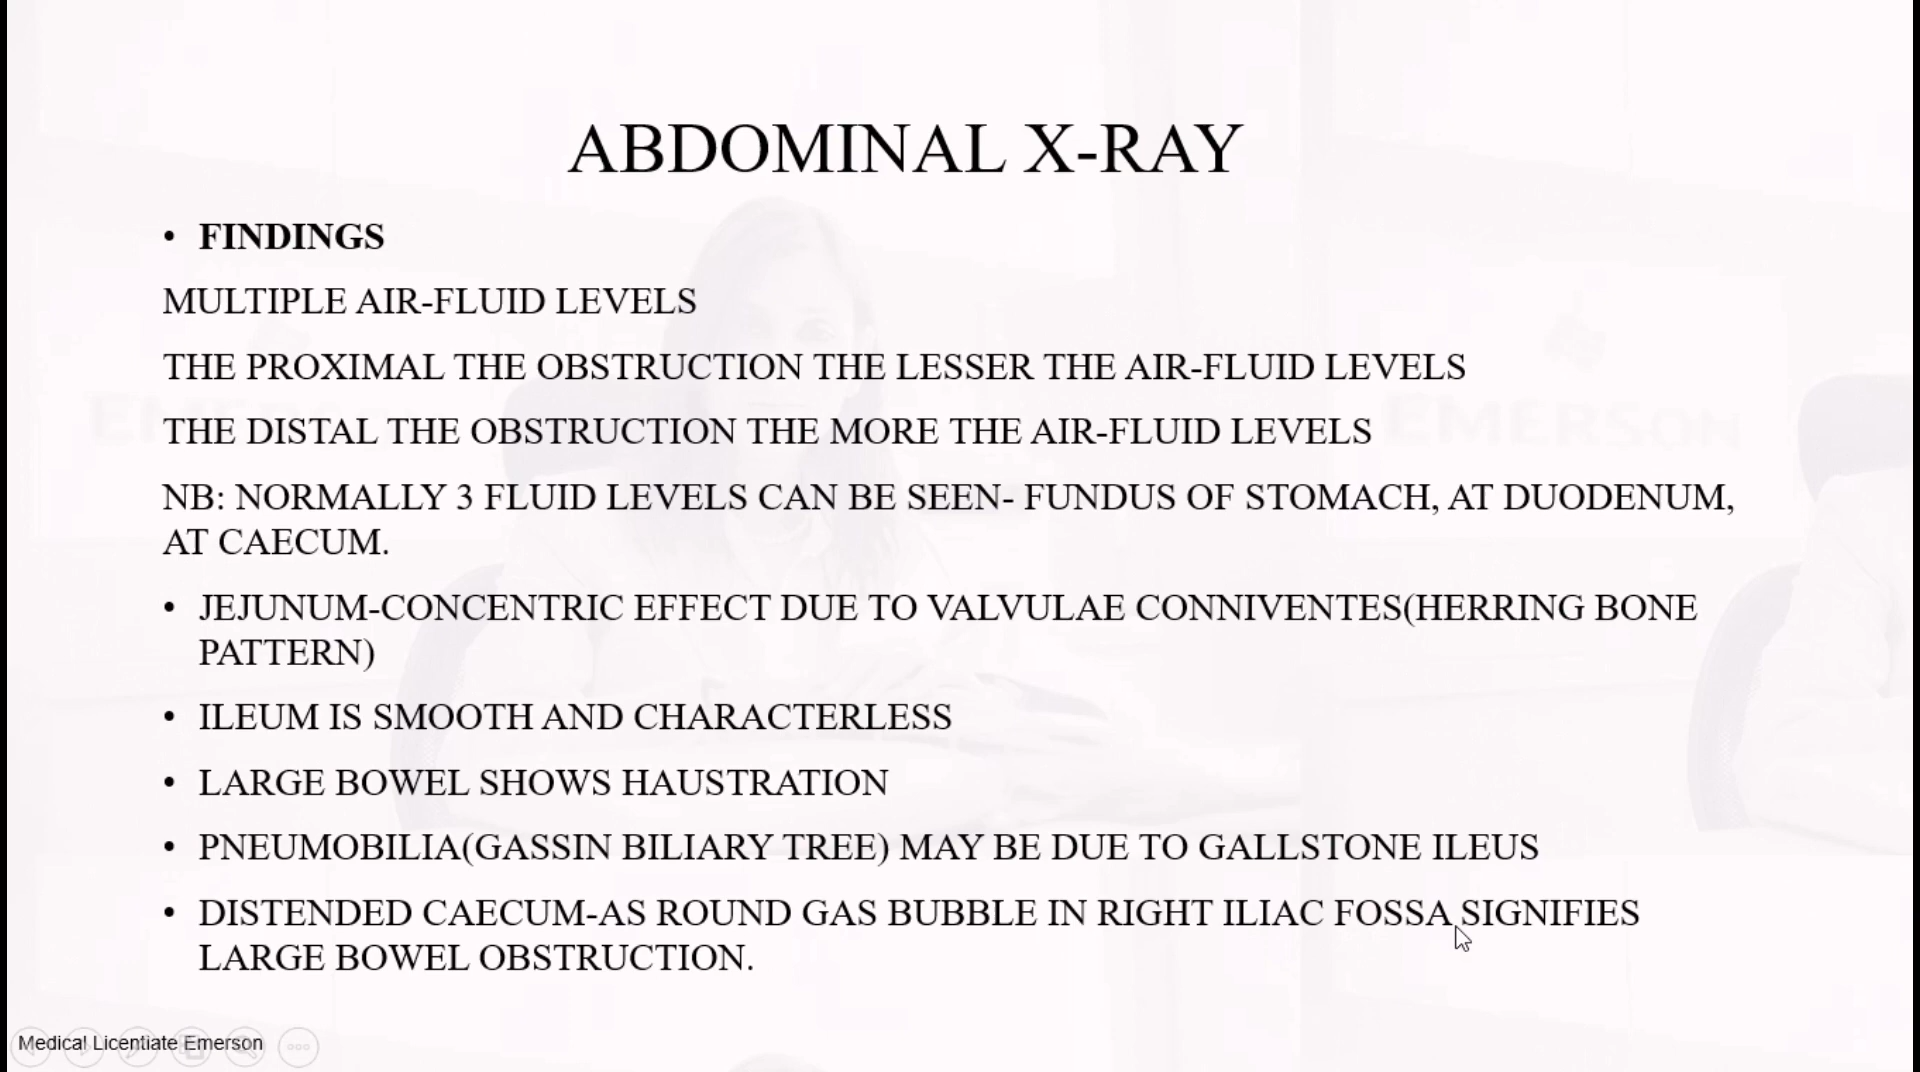 ABDOMINAL X-RAY
• FINDINGS
MULTIPLE AIR-FLUID LEVELS
THE PROXIMAL THE OBSTRUCTION THE LESSER THE AIR-FLUID LEVELS
THE DISTAL THE OBSTRUCTION THE MORE THE AIR-FLUID LEVELS
NB: NORMALLY 3 FLUID LEVELS CAN BE SEEN- FUNDUS OF STOMACH, AT DUODENUM,
AT CAECUM.
• JEJUNUM-CONCENTRIC EFFECT DUE TO VALVULAE CONNIVENTES(HERRING BONE
PATTERN)
• ILEUM IS SMOOTH AND CHARACTERLESS
• LARGE BOWEL SHOWS HAUSTRATION
• PNEUMOBILIA(GASSIN BILIARY TREE) MAY BE DUE TO GALLSTONE ILEUS
• DISTENDED CAECUM-AS ROUND GAS BUBBLE IN RIGHT ILIAC FOSSA SIGNIFIES
LARGE BOWEL OBSTRUCTION.
EMERSON
Medical Licentiate Emerson